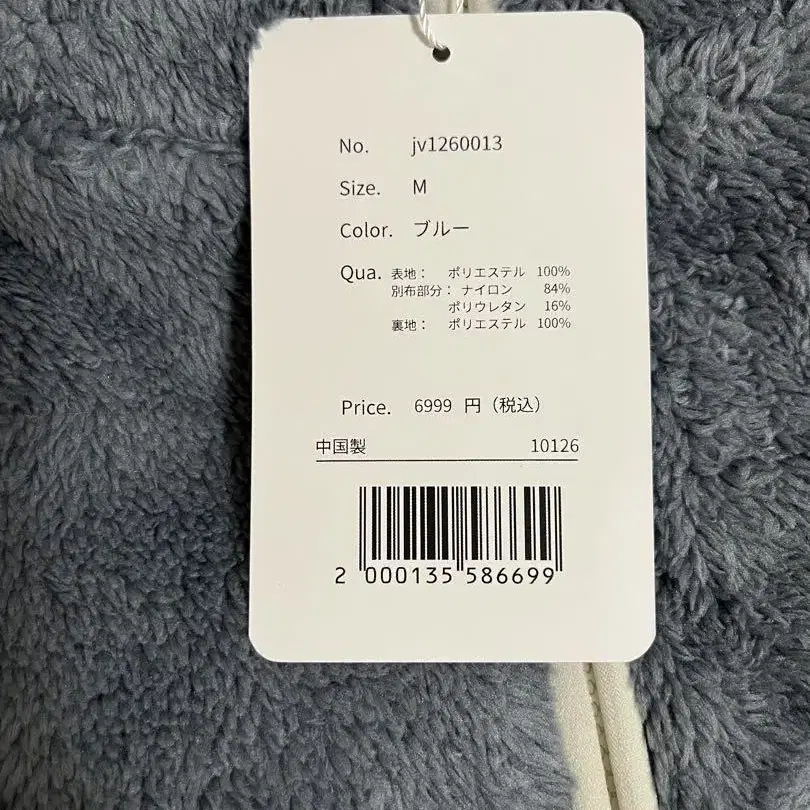 No. jv1260013
Size. M
Color. ブルー
Qua. 表地： ポリエステル 100%
別布部分： ナイロン 84%
ポリウレタン 16%
裏地： ポリエステル 100%
Price. 6999 円（税込）
中国製 10126
2 000135 586699